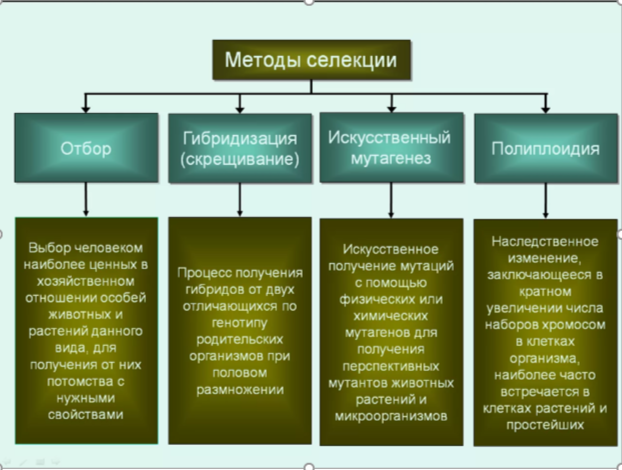 Методы селекции
Отбор
Гибридизация
(скрещивание)
Искусственный
мутагенез
Полиплоидия
Выбор человеком
наиболее ценных в
хозяйственном
отношении особей
животных и
растений данного
вида, для
получения от них
потомства с
нужными
свойствами
Процесс получения
гибридов от двух
отличающихся по
генотипу
родительских
организмов при
половом
размножении
Искусственное
получение мутаций
с помощью
физических или
химических
мутагенов для
получения
перспективных
мутантов животных
растений и
микроорганизмов
Наследственное
изменение,
заключающееся в
кратном
увеличении числа
наборов хромосом
в клетках
организма,
наиболее часто
встречается в
клетках растений и
простейших